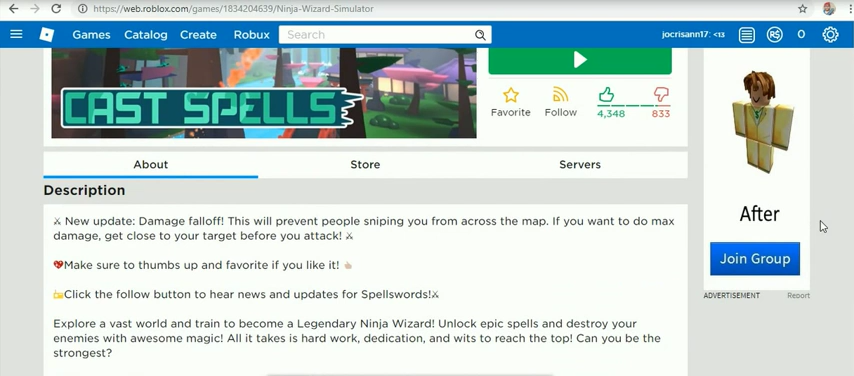 https://web.roblox.com/games/1834204639/Ninja-Wizard-Simulator
Games Catalog Create Robux Search jocrisann17: <13 0
CAST SPELLS
Favorite Follow 4,348 833
About Store Servers
Description
New update: Damage falloff! This will prevent people sniping you from across the map. If you want to do max
damage, get close to your target before you attack!
Make sure to thumbs up and favorite if you like it!
Click the follow button to hear news and updates for Spellswords!
Explore a vast world and train to become a Legendary Ninja Wizard! Unlock epic spells and destroy your
enemies with awesome magic! All it takes is hard work, dedication, and wits to reach the top! Can you be the
strongest?
After
Join Group
ADVERTISEMENT Report